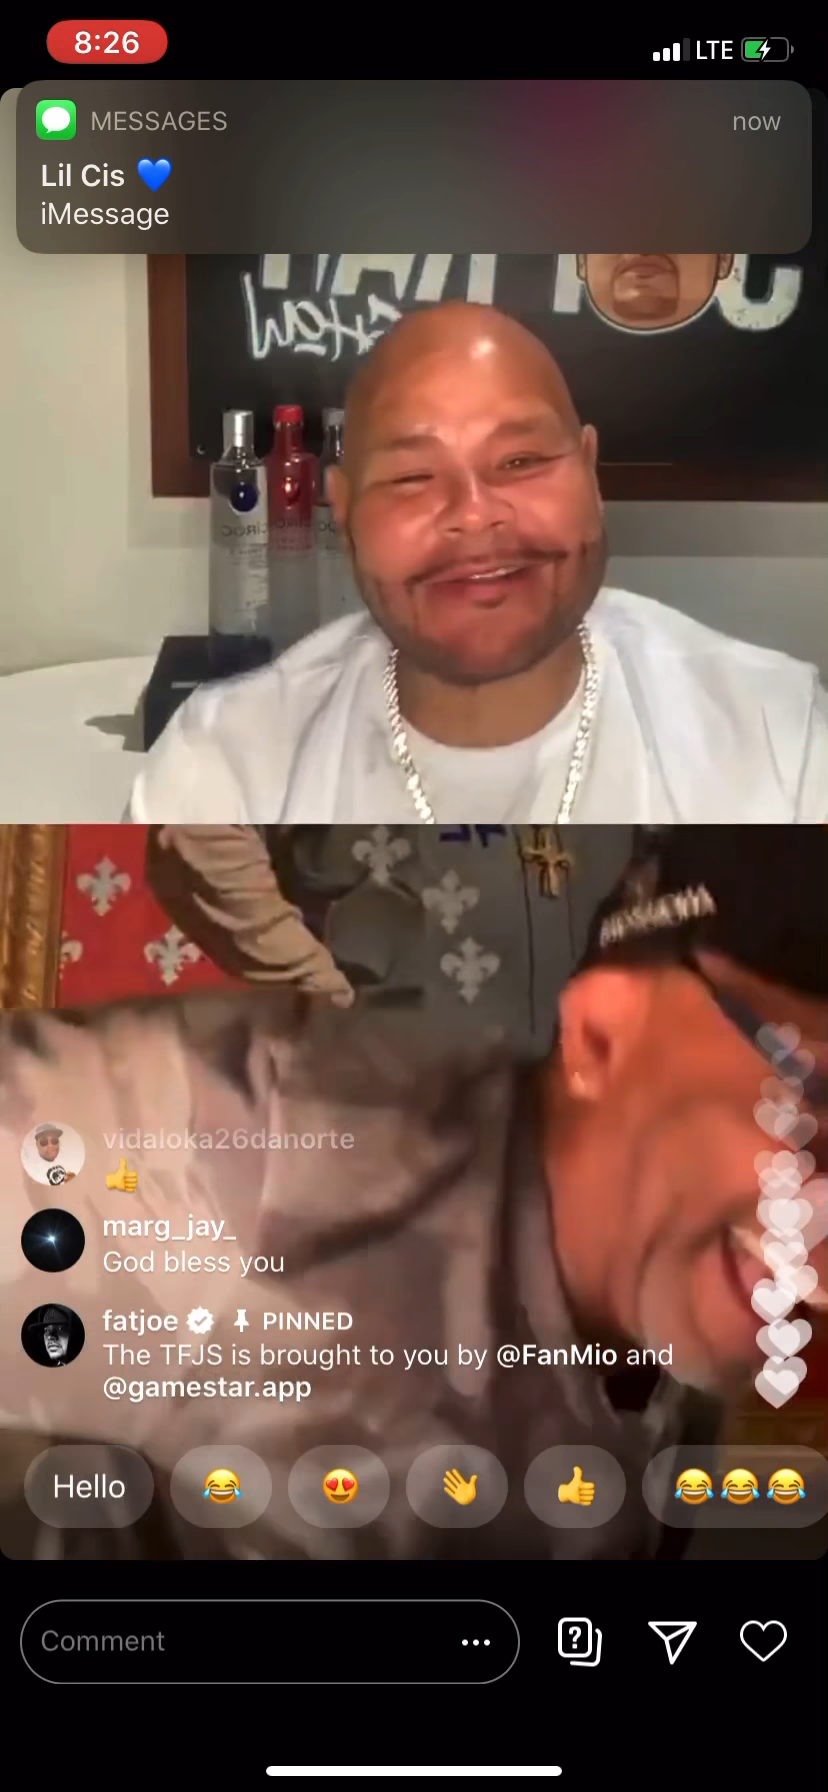 8:26
LTE
MESSAGES
now
Lil Cis 💙
iMessage
vidaloka26danorte
👍
marg_jay_
God bless you
fatjoe PINNED
The TFJS is brought to you by @FanMio and
@gamestar.app
Hello 😂 😍 👋 👍 😂😂😂
Comment